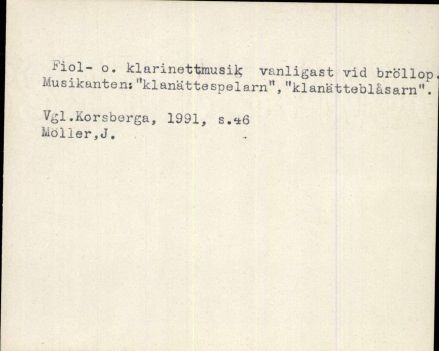 Fiol- o. klarinettmusik vanligast vid bröllop.
Musikanten:"klanättespelarn","klanätteblåsarn".
Vgl.Korsberga, 1991, s.46
Möller,J.